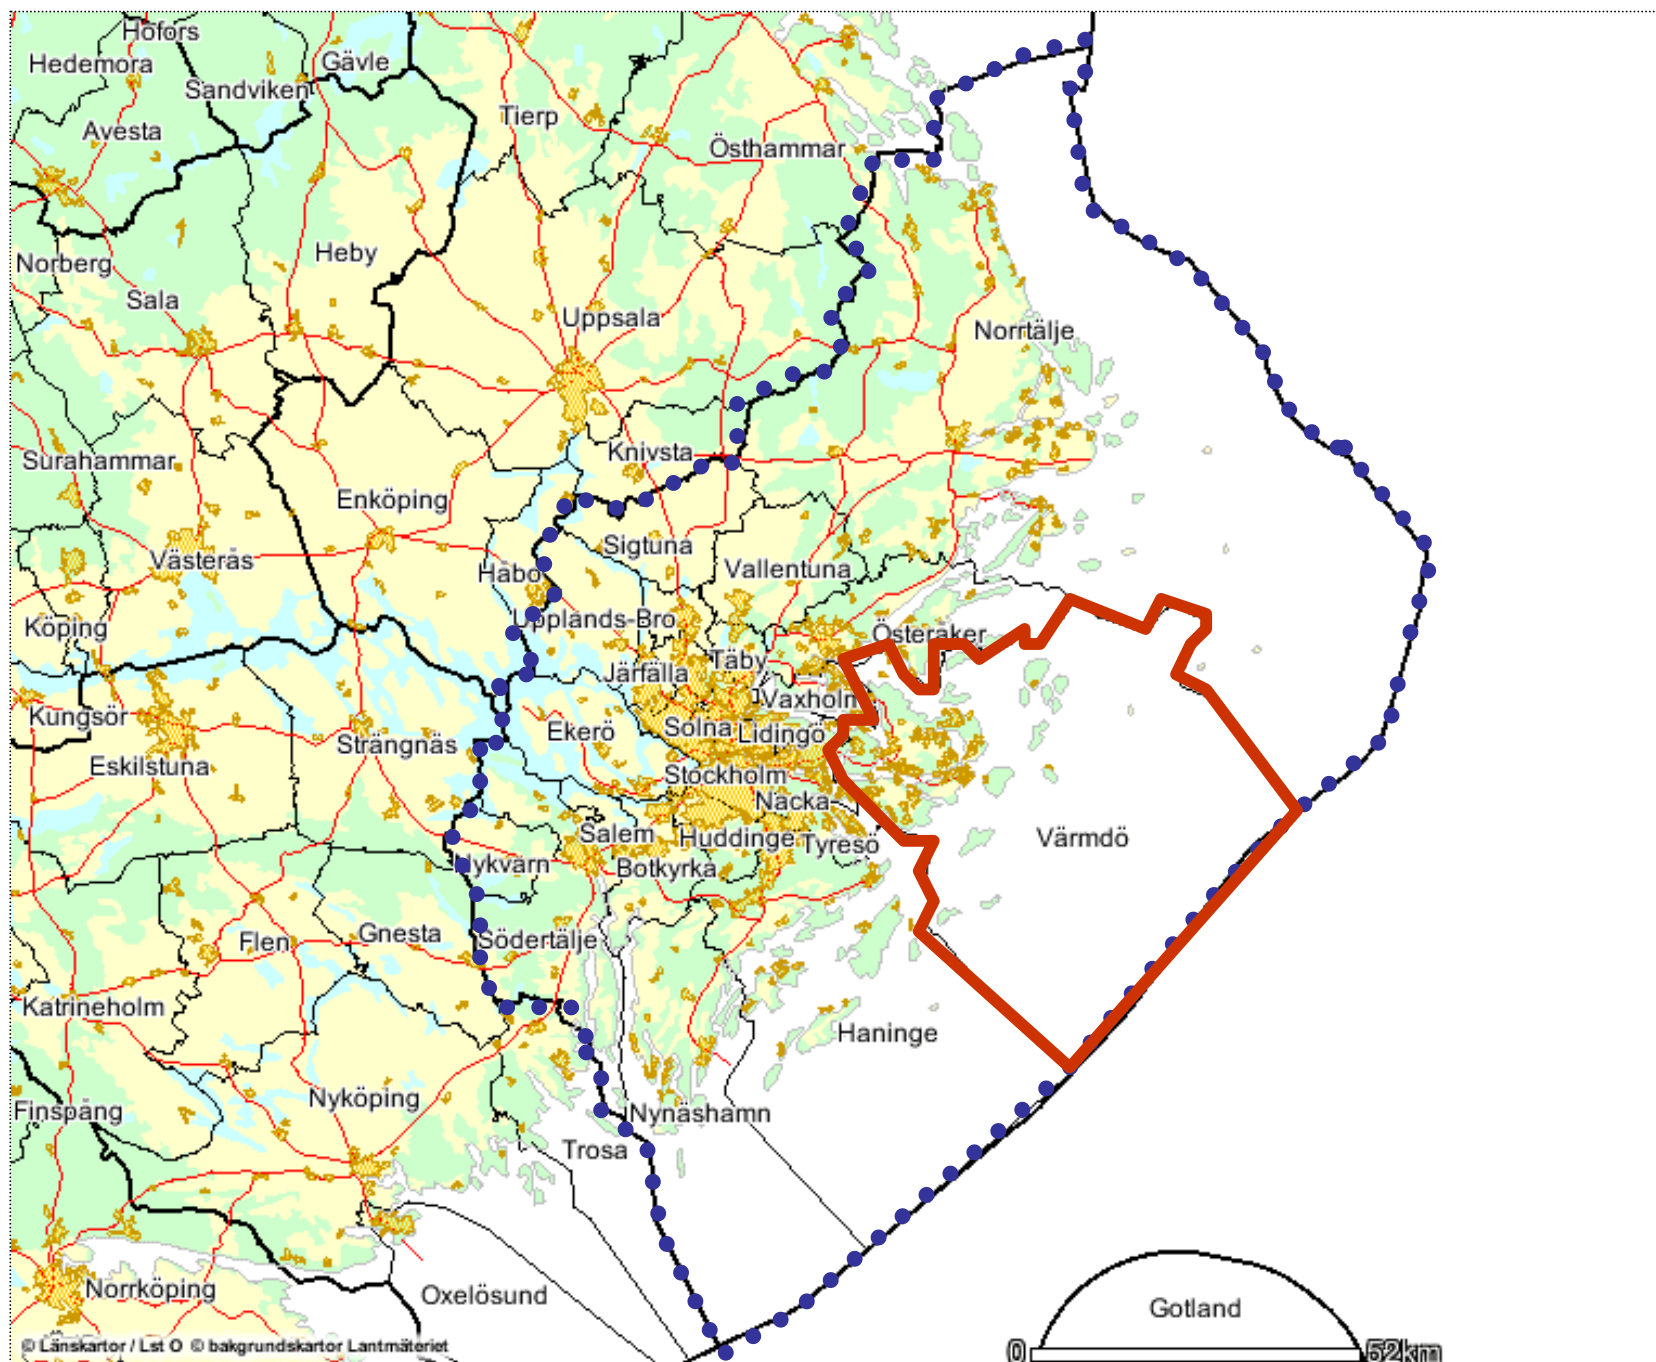 Hofors
Gävle
Hedemora
Sandviken
Tierp
Avesta
Östhammar
Heby
Norberg
Sala
Uppsala
Norrtälje
Knivsta
Surahammar
Enköping
Sigtuna
Västerås
Vallentuna
Håbo
Upplands-Bro
Köping
Österåker
Täby
Järfälla
Vaxholm
Kungsör
Solna
Lidingö
Ekerö
Strängnäs
Eskilstuna
Stockholm
Nacka
Salem
Huddinge
Tyresö
Värmdö
Nykvarn
Botkyrka
Flen
Gnesta
Södertälje
Katrineholm
Haninge
Nyköping
Finspång
Nynäshamn
Trosa
Norrköping
Oxelösund
Gotland
© Länskartor / Lst O © bakgrundskartor Lantmäteriet
0 52km